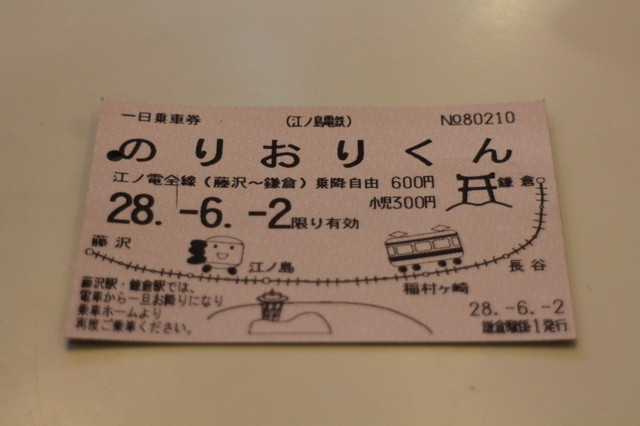 一日乗車券 (江ノ島電鉄) №80210
のりおりくん
江ノ電全線(藤沢〜鎌倉)乗降自由 600円
小児300円
28.-6.-2限り有効
鎌倉
藤沢
江ノ島
稲村ヶ崎
長谷
藤沢駅・鎌倉駅では、
電車から一旦お降りになり
乗車ホームより
再度ご乗車ください。
28.-6.-2
鎌倉駅係1発行